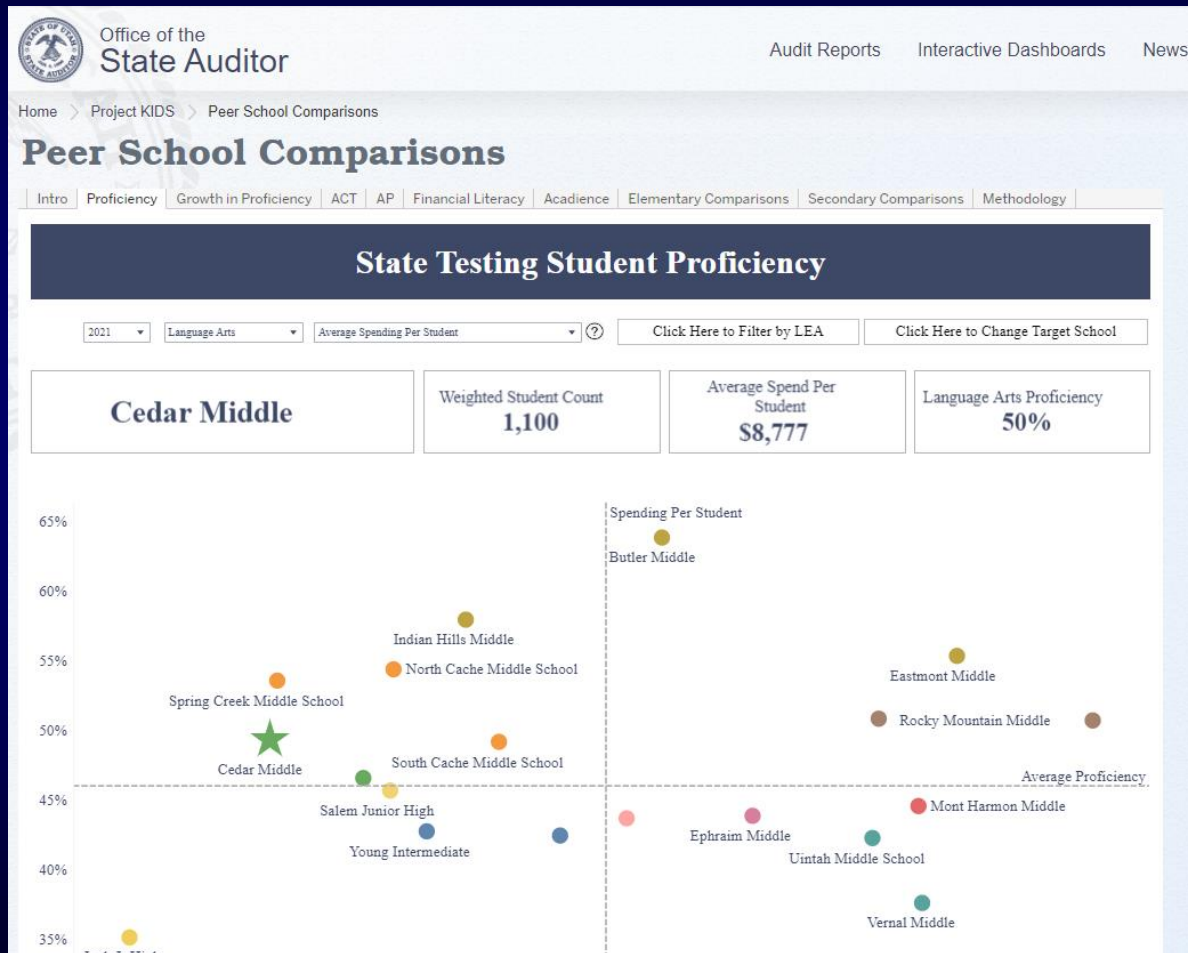 Office of the
State Auditor
Audit Reports Interactive Dashboards News
Home > Project KIDS > Peer School Comparisons
Peer School Comparisons
Intro Proficiency Growth in Proficiency ACT AP Financial Literacy Acadience Elementary Comparisons Secondary Comparisons Methodology
State Testing Student Proficiency
2021 Language Arts Average Spending Per Student ? Click Here to Filter by LEA Click Here to Change Target School
Cedar Middle
Weighted Student Count
1,100
Average Spend Per
Student
$8,777
Language Arts Proficiency
50%
65%
Spending Per Student
Butler Middle
60%
Indian Hills Middle
55%
North Cache Middle School
Eastmont Middle
Spring Creek Middle School
50%
Rocky Mountain Middle
Cedar Middle
South Cache Middle School
Average Proficiency
45%
Salem Junior High
Mont Harmon Middle
Young Intermediate
Ephraim Middle
Uintah Middle School
40%
Vernal Middle
35%